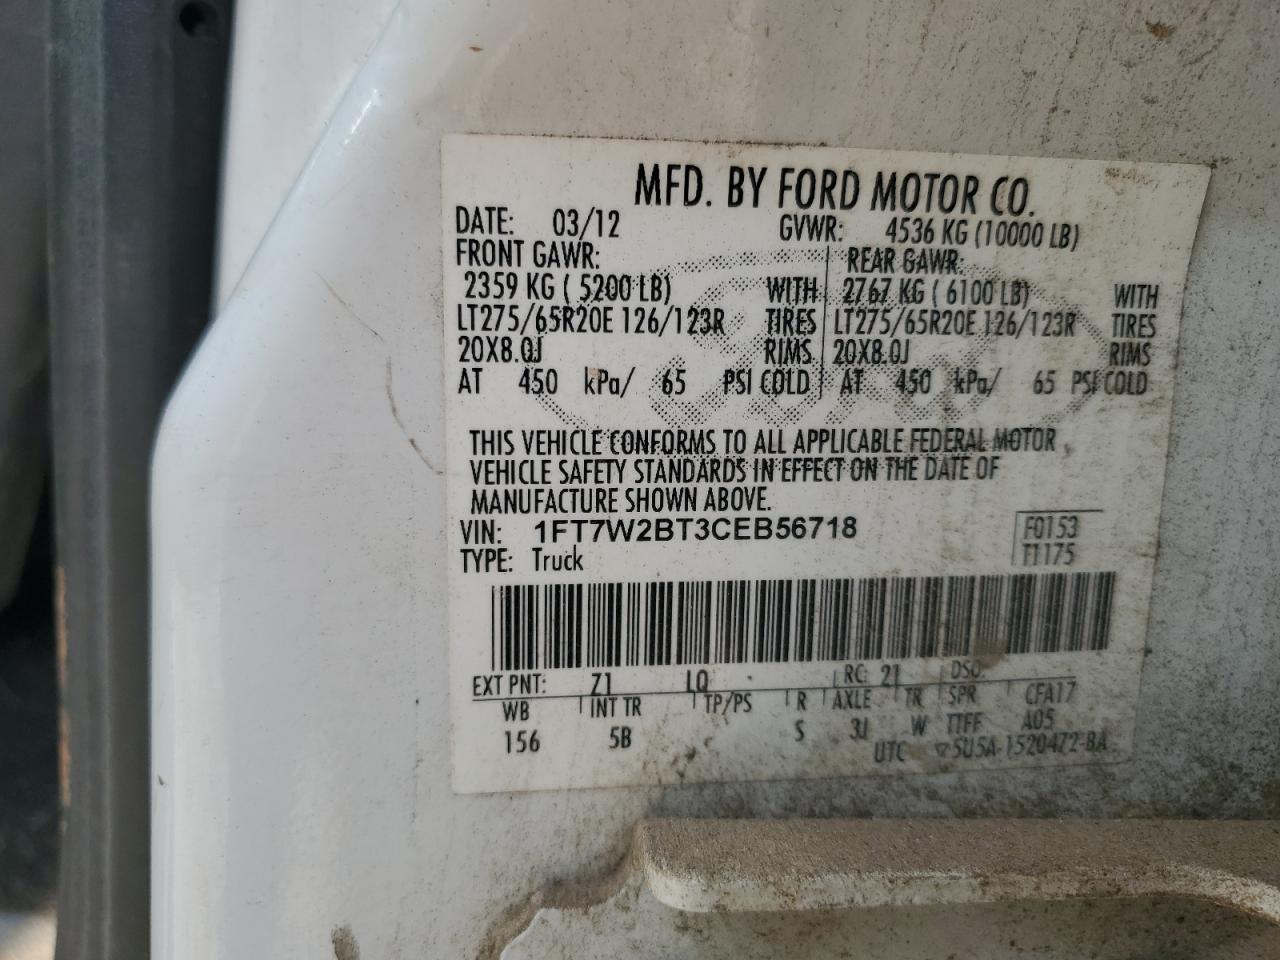 MFD. BY FORD MOTOR CO.
DATE: 03/12 GVWR: 4536 KG (10000 LB)
FRONT GAWR: REAR GAWR:
2359 KG ( 5200 LB) WITH 2767 KG ( 6100 LB) WITH
LT275/65R20E 126/123R TIRES LT275/65R20E 126/123R TIRES
20X8.0J RIMS 20X8.0J RIMS
AT 450 kPa/ 65 PSI COLD AT 450 kPa/ 65 PSI COLD
THIS VEHICLE CONFORMS TO ALL APPLICABLE FEDERAL MOTOR
VEHICLE SAFETY STANDARDS IN EFFECT ON THE DATE OF
MANUFACTURE SHOWN ABOVE.
VIN: 1FT7W2BT3CEB56718 F0153
TYPE: Truck T1175
EXT PNT: Z1 LQ RC: 21 DSO:
WB INT TR TP/PS R AXLE TR SPR CFA17
156 5B S 3J W TTFF A05
UTC 5U5A-1520472-BA